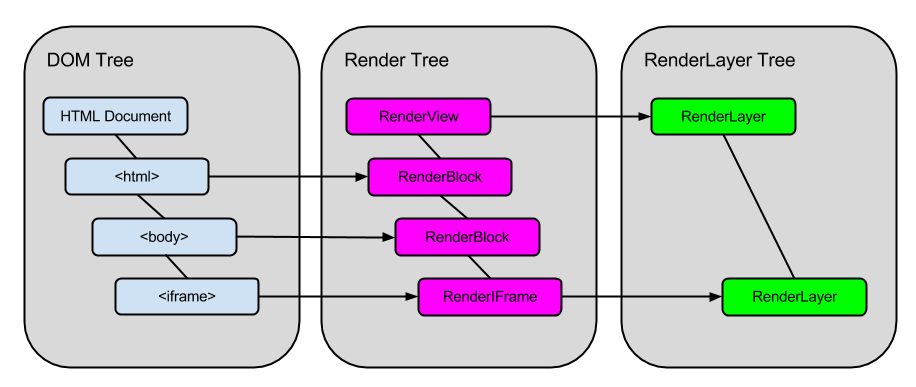 DOM Tree
HTML Document
<html>
<body>
<iframe>
Render Tree
RenderView
RenderBlock
RenderBlock
RenderIFrame
RenderLayer Tree
RenderLayer
RenderLayer